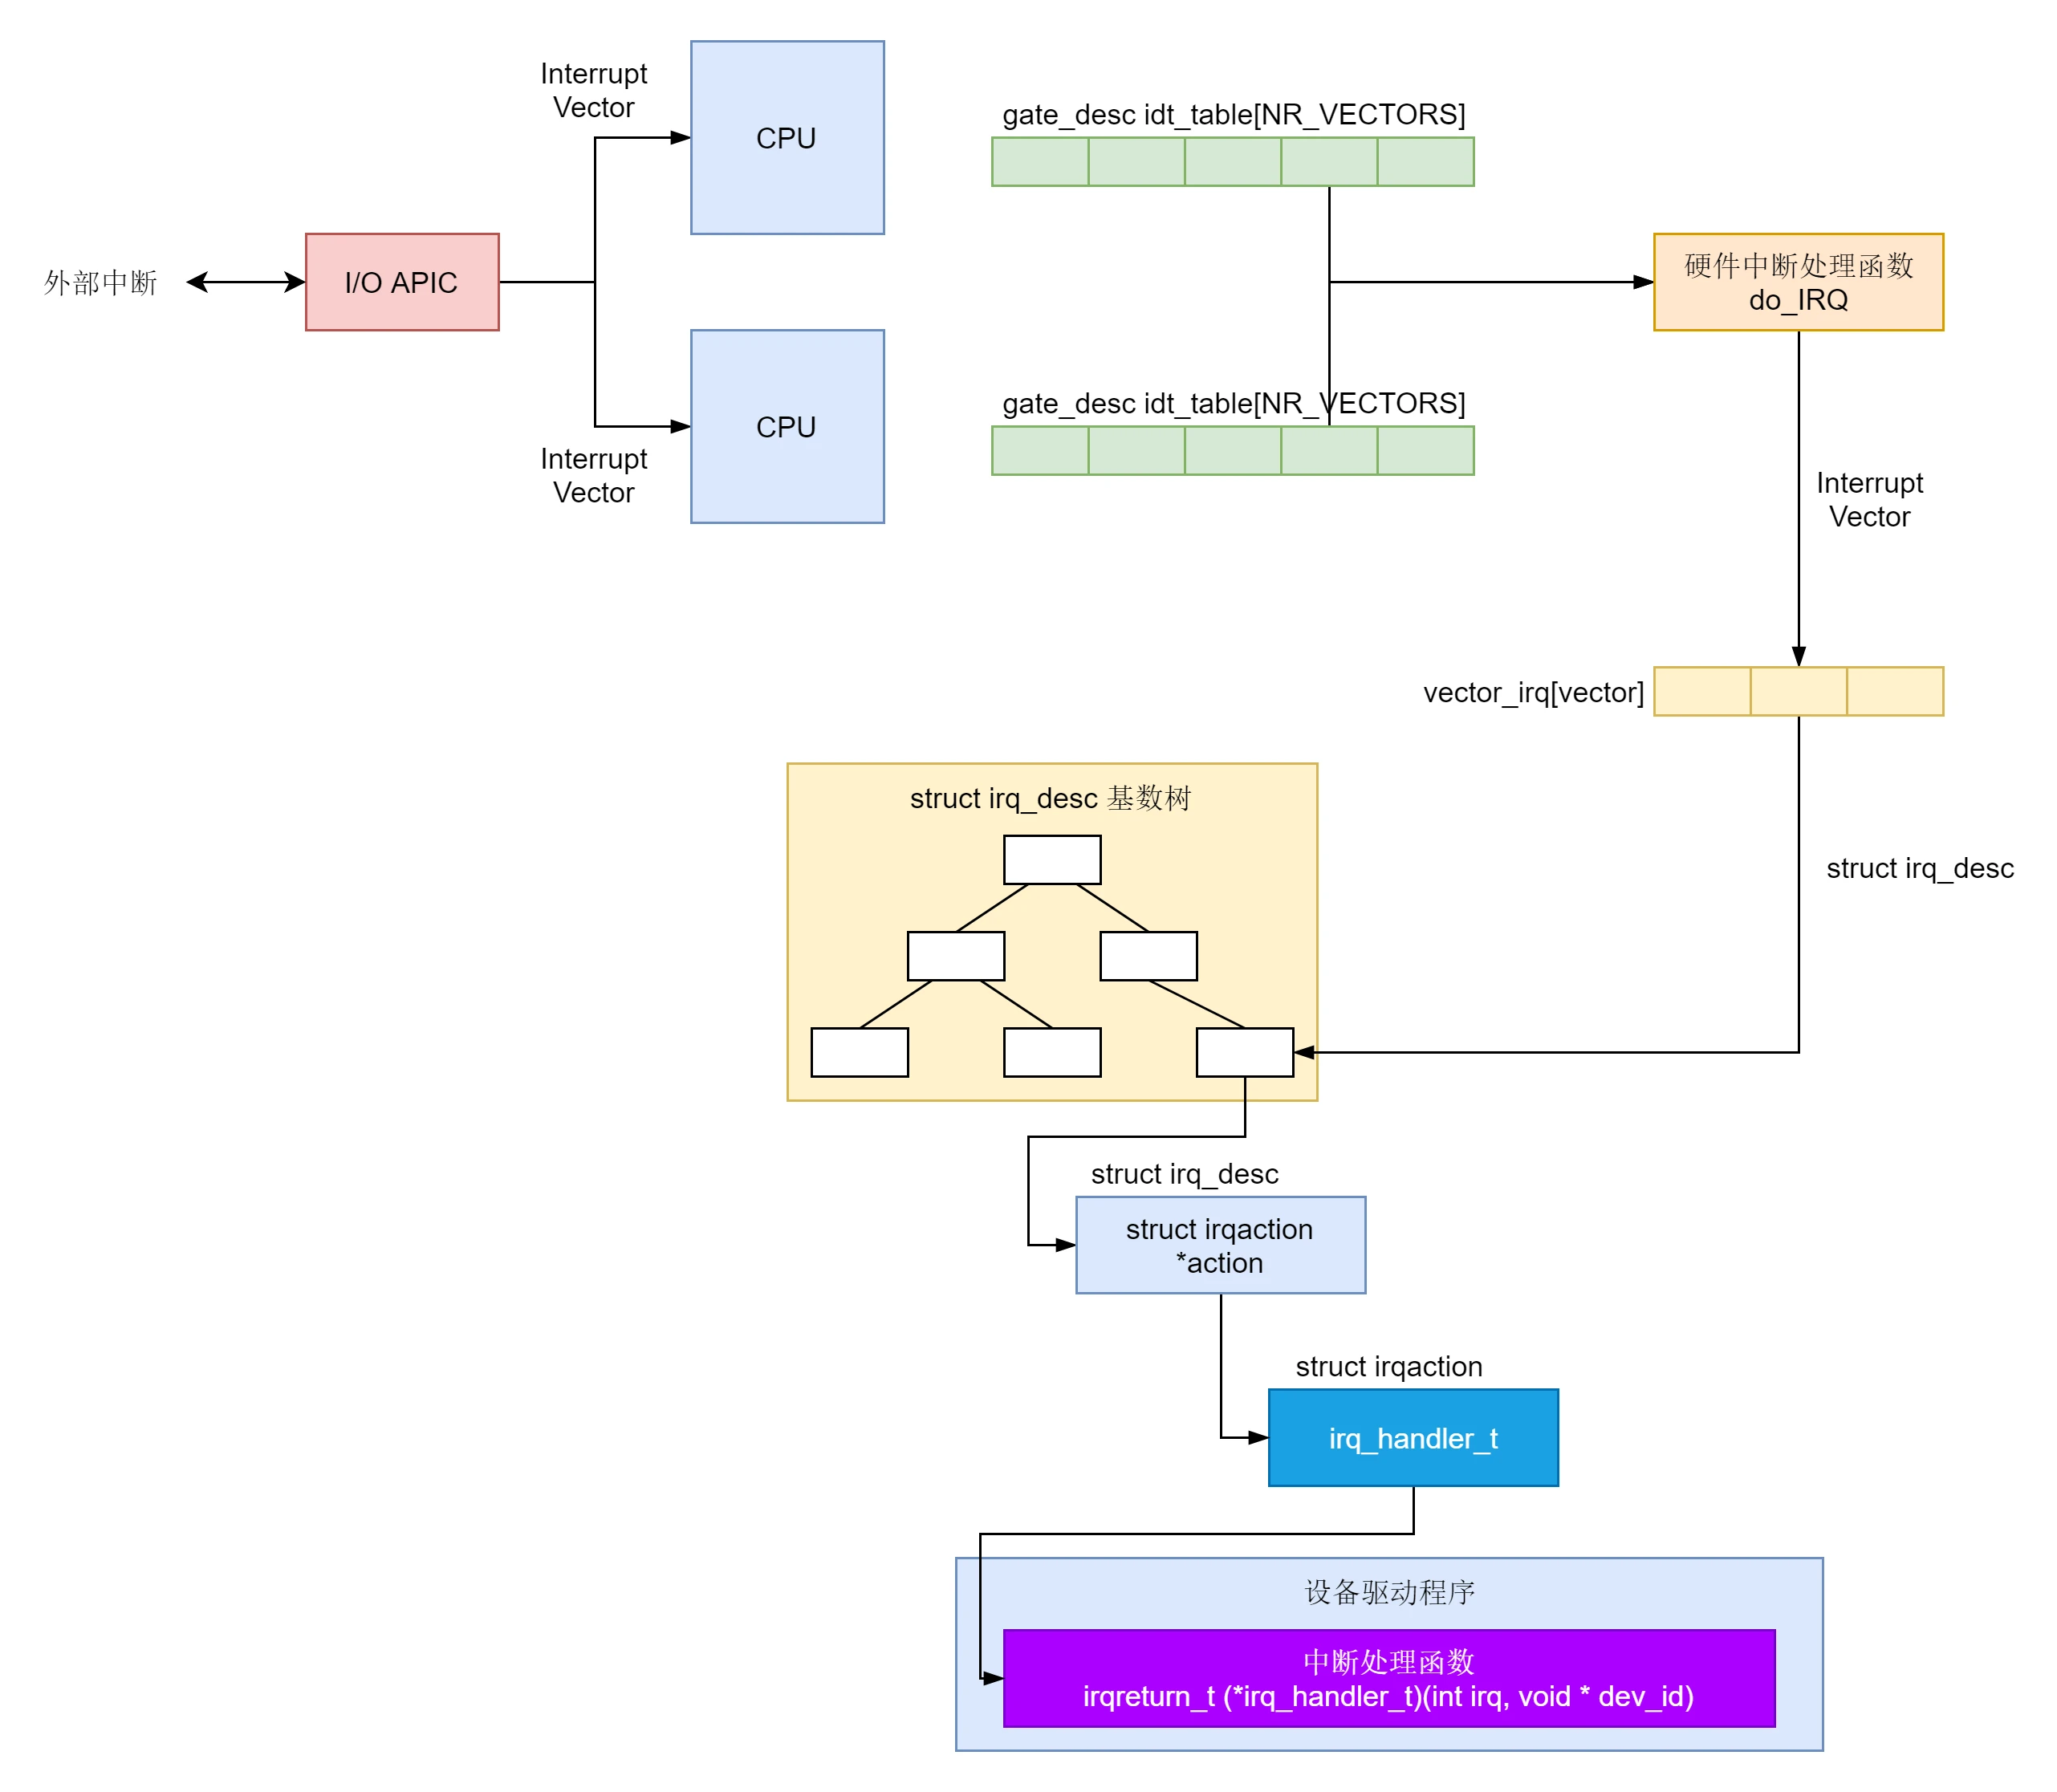 Interrupt
Vector
CPU
gate_desc idt_table[NR_VECTORS]
外部中断
I/O APIC
硬件中断处理函数
do_IRQ
gate_desc idt_table[NR_VECTORS]
CPU
Interrupt
Vector
Interrupt
Vector
vector_irq[vector]
struct irq_desc 基数树
struct irq_desc
struct irq_desc
struct irqaction
*action
struct irqaction
irq_handler_t
设备驱动程序
中断处理函数
irqreturn_t (*irq_handler_t)(int irq, void * dev_id)